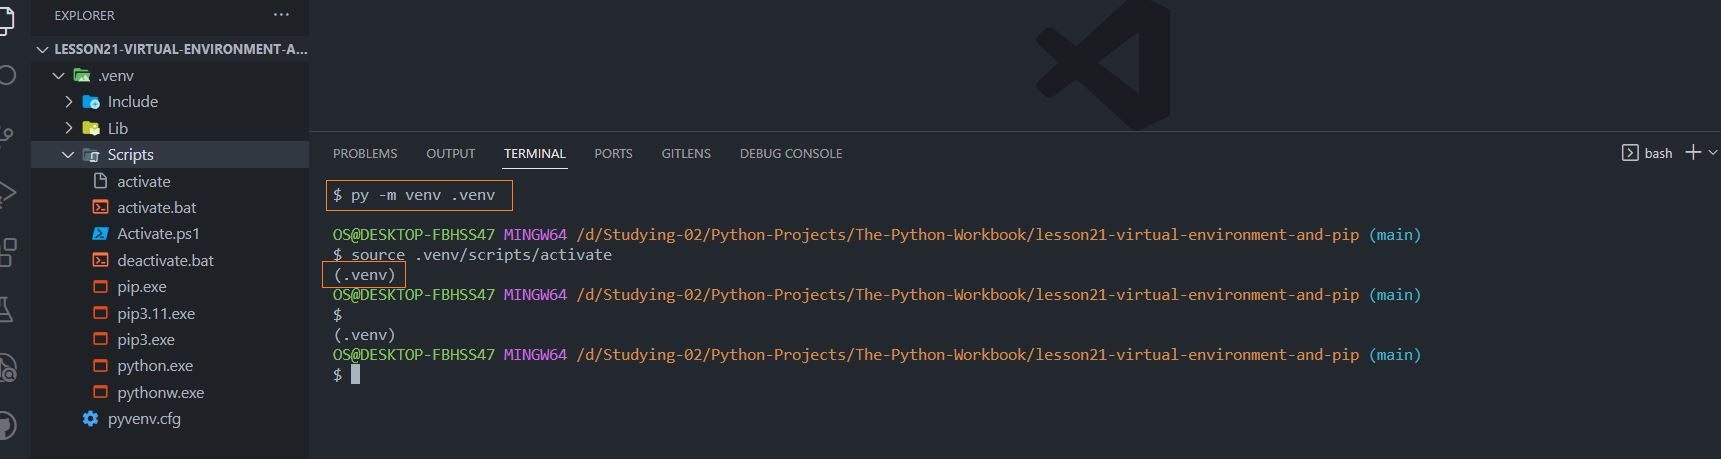 EXPLORER ...
LESSON21-VIRTUAL-ENVIRONMENT-A...
.venv
Include
Lib
Scripts
activate
activate.bat
Activate.ps1
deactivate.bat
pip.exe
pip3.11.exe
pip3.exe
python.exe
pythonw.exe
pyvenv.cfg
PROBLEMS OUTPUT TERMINAL PORTS GITLENS DEBUG CONSOLE bash
$ py -m venv .venv
OS@DESKTOP-FBHSS47 MINGW64 /d/Studying-02/Python-Projects/The-Python-Workbook/lesson21-virtual-environment-and-pip (main)
$ source .venv/scripts/activate
(.venv)
OS@DESKTOP-FBHSS47 MINGW64 /d/Studying-02/Python-Projects/The-Python-Workbook/lesson21-virtual-environment-and-pip (main)
$
(.venv)
OS@DESKTOP-FBHSS47 MINGW64 /d/Studying-02/Python-Projects/The-Python-Workbook/lesson21-virtual-environment-and-pip (main)
$